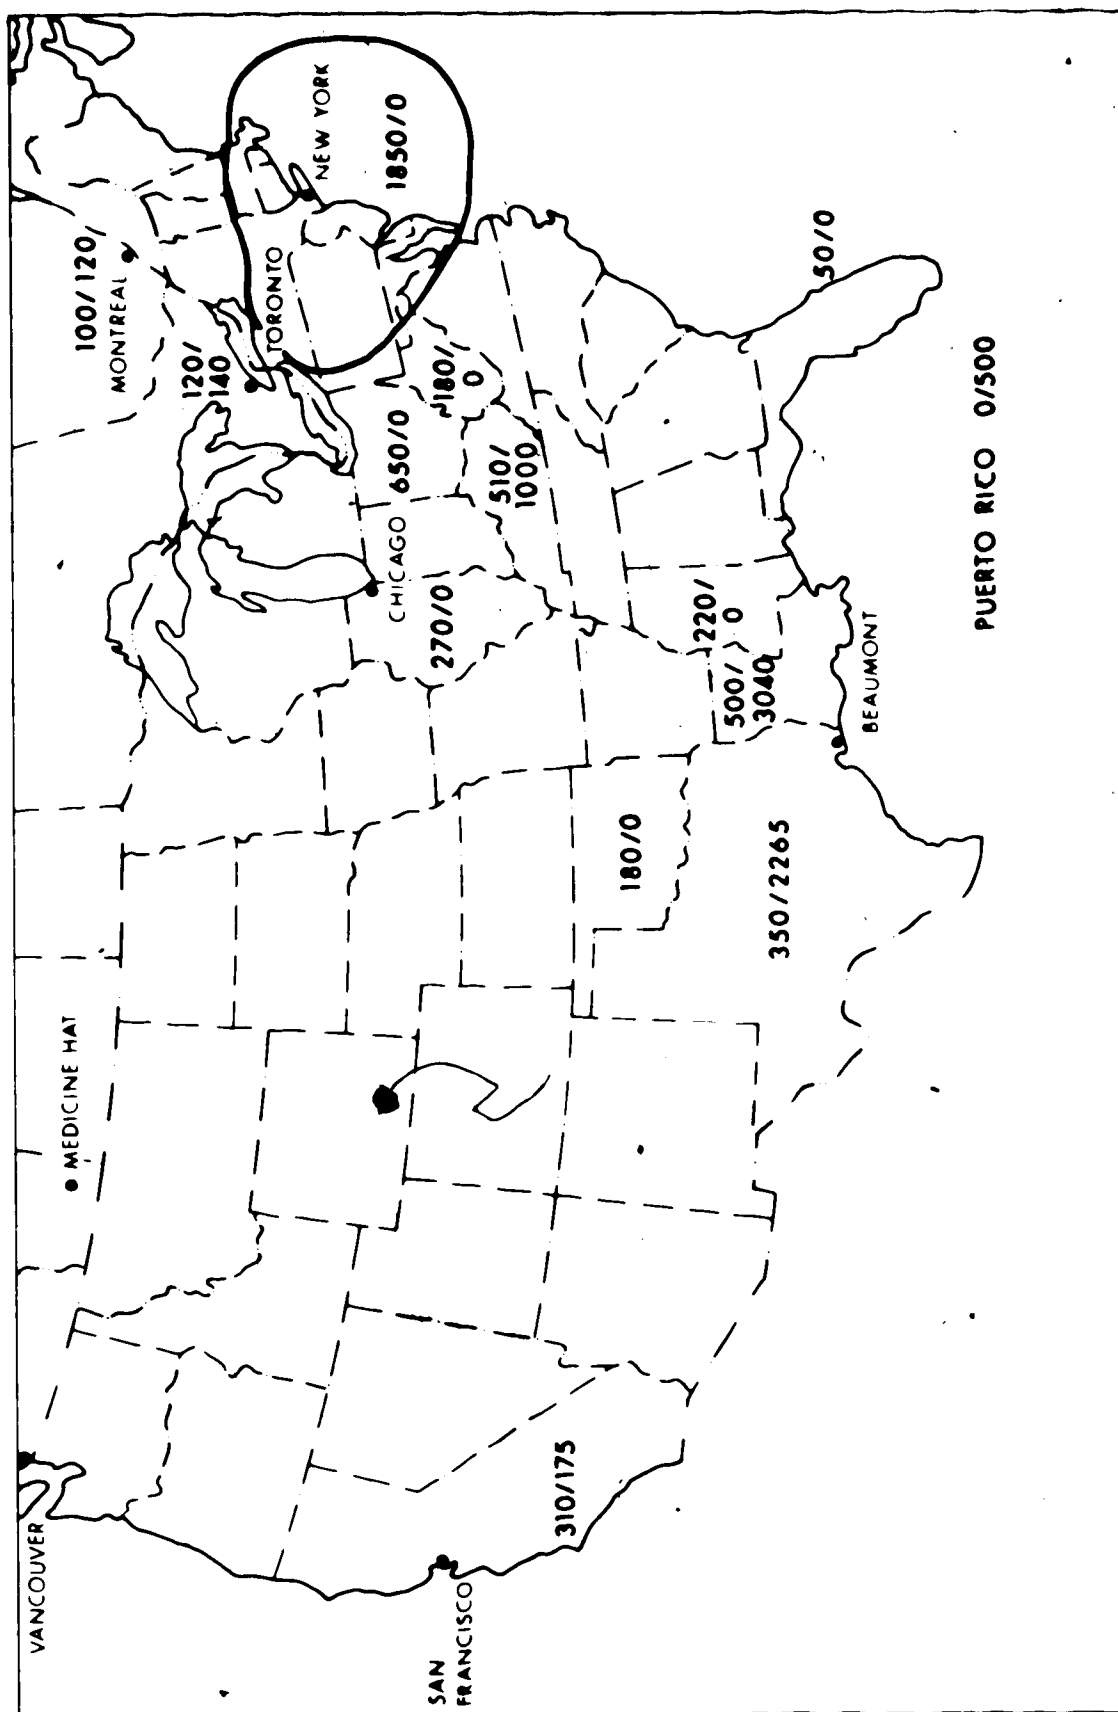 VANCOUVER
MEDICINE HAT
100/120/
MONTREAL
120/
140
TORONTO
NEW YORK
1850/0
SAN
FRANCISCO
310/175
CHICAGO
650/0
270/0
~180/
0
510/
1000
180/0
220/
0
500/
3040
350/2265
BEAUMONT
50/0
PUERTO RICO 0/500